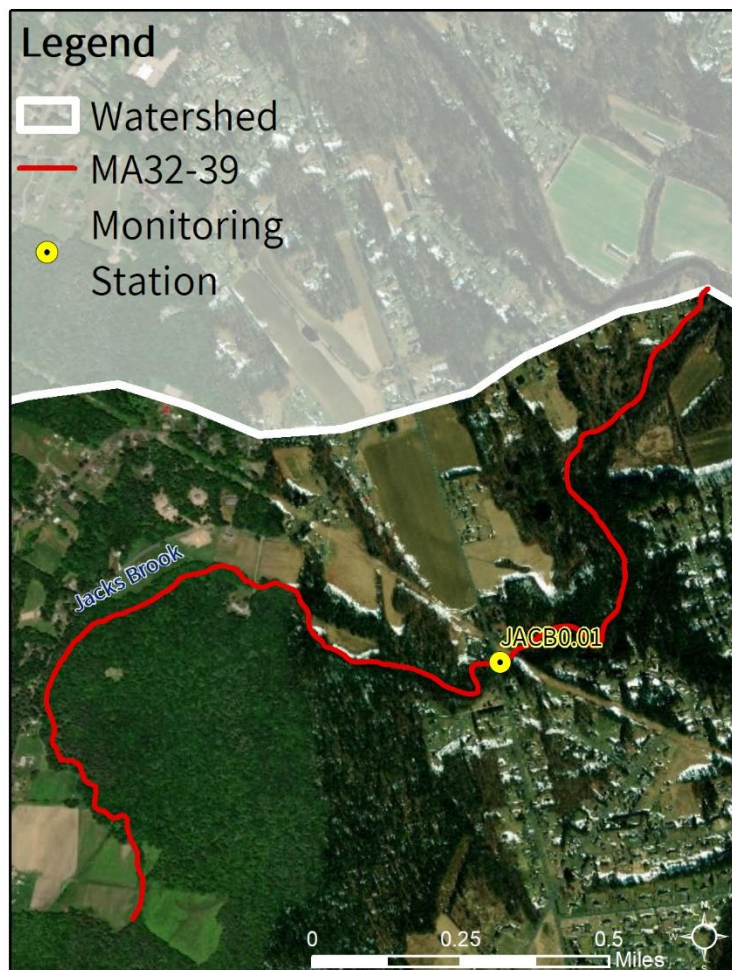 Legend
Watershed
MA32-39
Monitoring
Station
Jacks Brook
JACB0.01
N
W
0 0.25 0.5
Miles